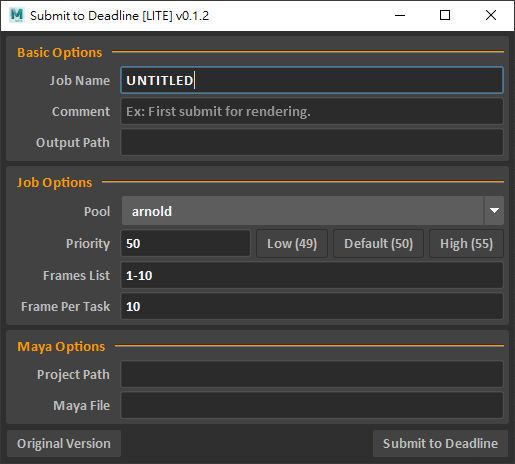 Submit to Deadline [LITE] v0.1.2
Basic Options
Job Name UNTITLED
Comment Ex: First submit for rendering.
Output Path
Job Options
Pool arnold
Priority 50 Low (49) Default (50) High (55)
Frames List 1-10
Frame Per Task 10
Maya Options
Project Path
Maya File
Original Version Submit to Deadline